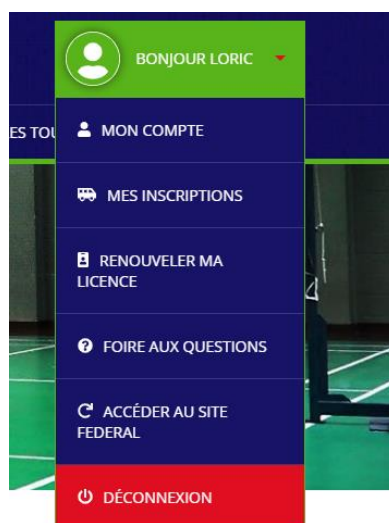 BONJOUR LORIC
ES TOU
MON COMPTE
MES INSCRIPTIONS
RENOUVELER MA
LICENCE
FOIRE AUX QUESTIONS
ACCÉDER AU SITE
FEDERAL
DÉCONNEXION